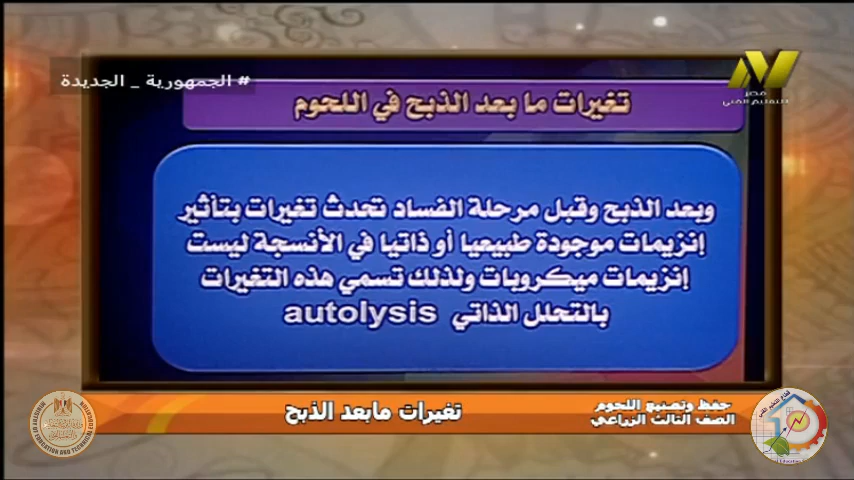 # الجمهورية _ الجديدة
مصر
للتعليم الفني
تغيرات ما بعد الذبح في اللحوم
وبعد الذبح وقبل مرحلة الفساد تحدث تغيرات بتأثير
إنزيمات موجودة طبيعيا أو ذاتيا في الأنسجة ليست
إنزيمات ميكروبات ولذلك تسمي هذه التغيرات
بالتحلل الذاتي autolysis
حفظ وتصنيع اللحوم
الصف الثالث الزراعي
تغيرات مابعد الذبح